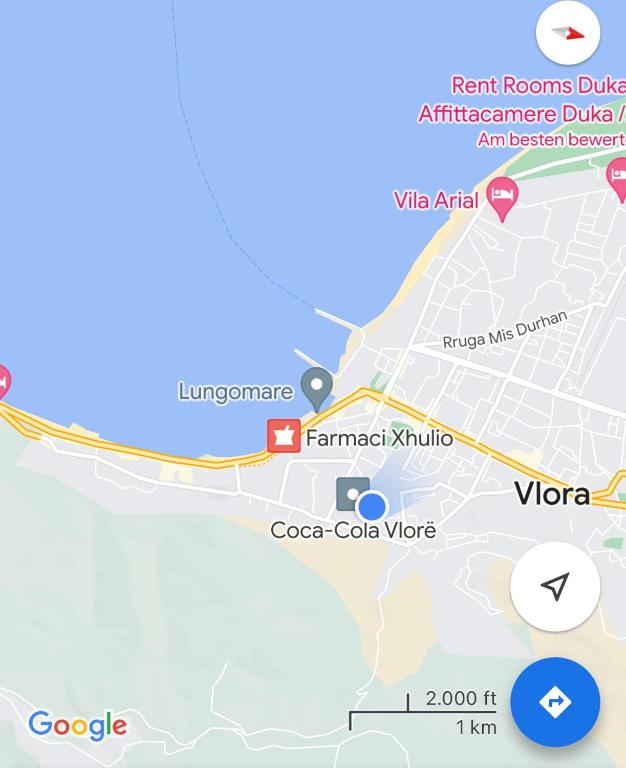 Rent Rooms Duka
Affittacamere Duka /
Am besten bewerte
Vila Arial
Rruga Mis Durhan
Lungomare
Farmaci Xhulio
Vlora
Coca-Cola Vlorë
2.000 ft
1 km
Google